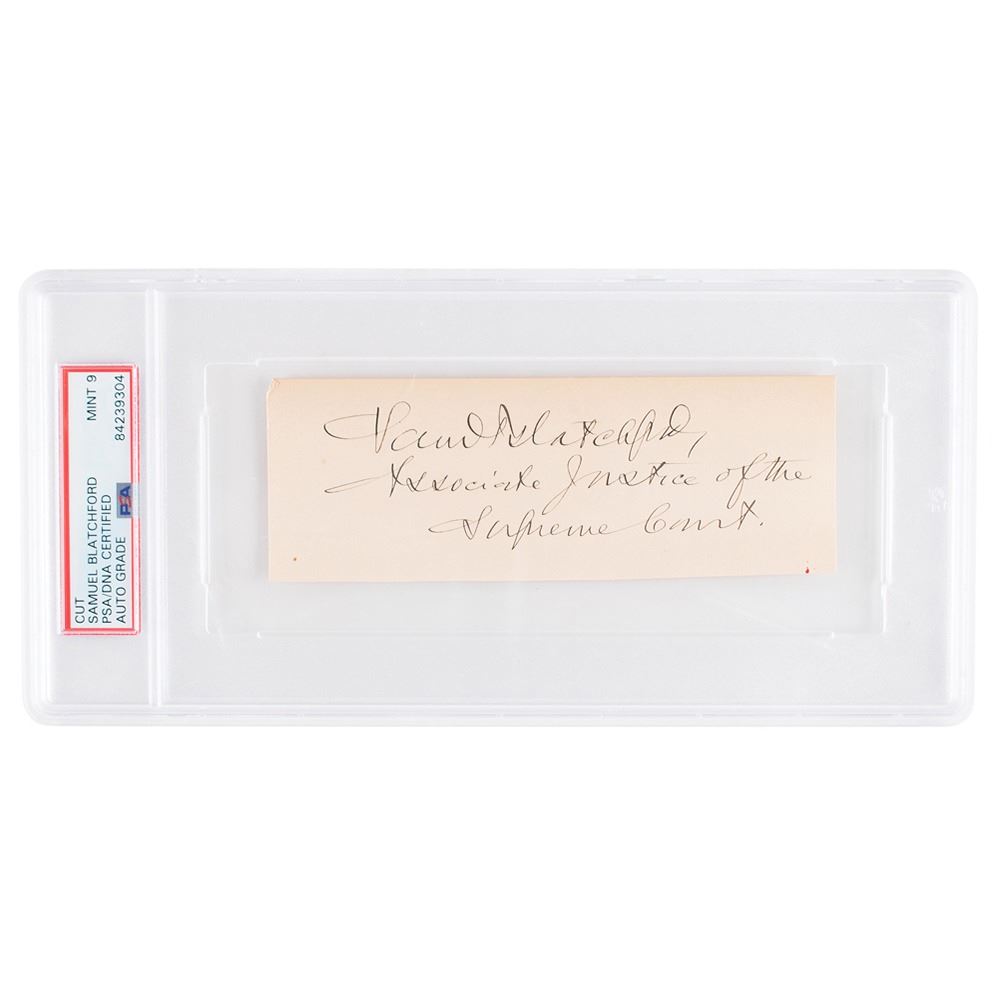 CUT
SAMUEL BLATCHFORD
PSA/DNA CERTIFIED
AUTO GRADE
MINT 9
84239304
PSA
Saml Blatchford,
Associate Justice of the
Supreme Court.